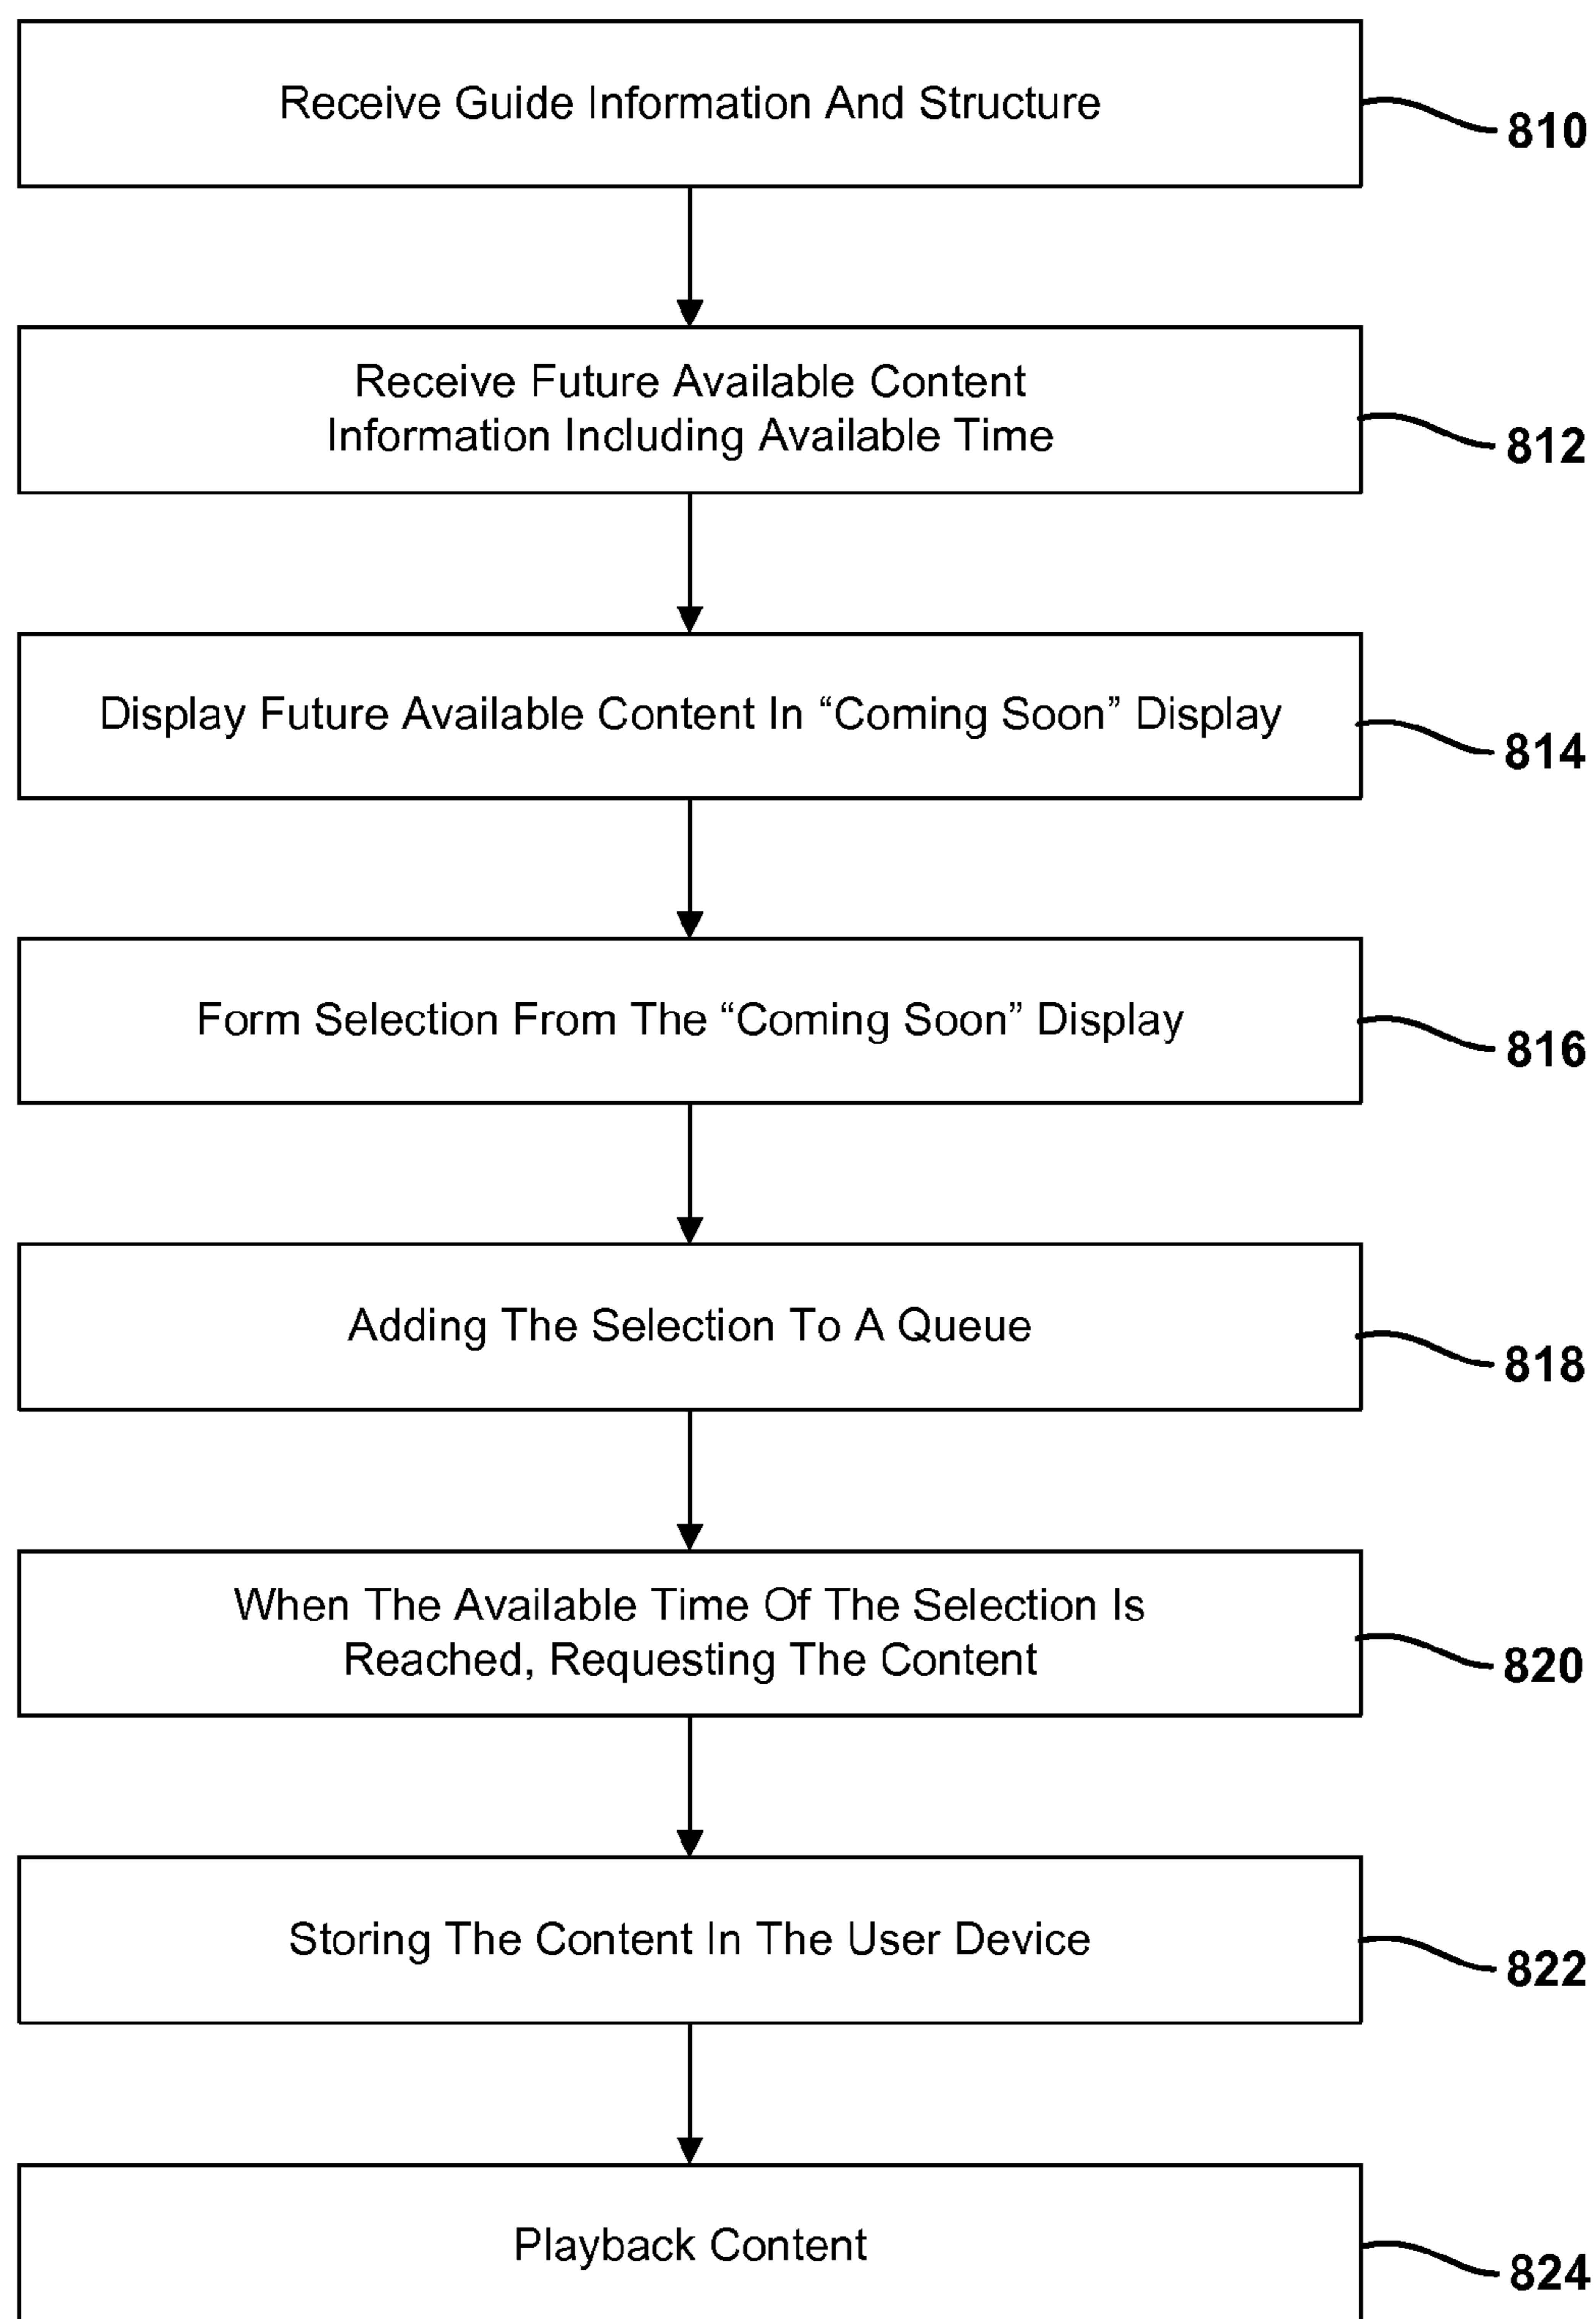 Receive Guide Information And Structure
810
Receive Future Available Content
Information Including Available Time
812
Display Future Available Content In “Coming Soon” Display
814
Form Selection From The “Coming Soon” Display
816
Adding The Selection To A Queue
818
When The Available Time Of The Selection Is
Reached, Requesting The Content
820
Storing The Content In The User Device
822
Playback Content
824